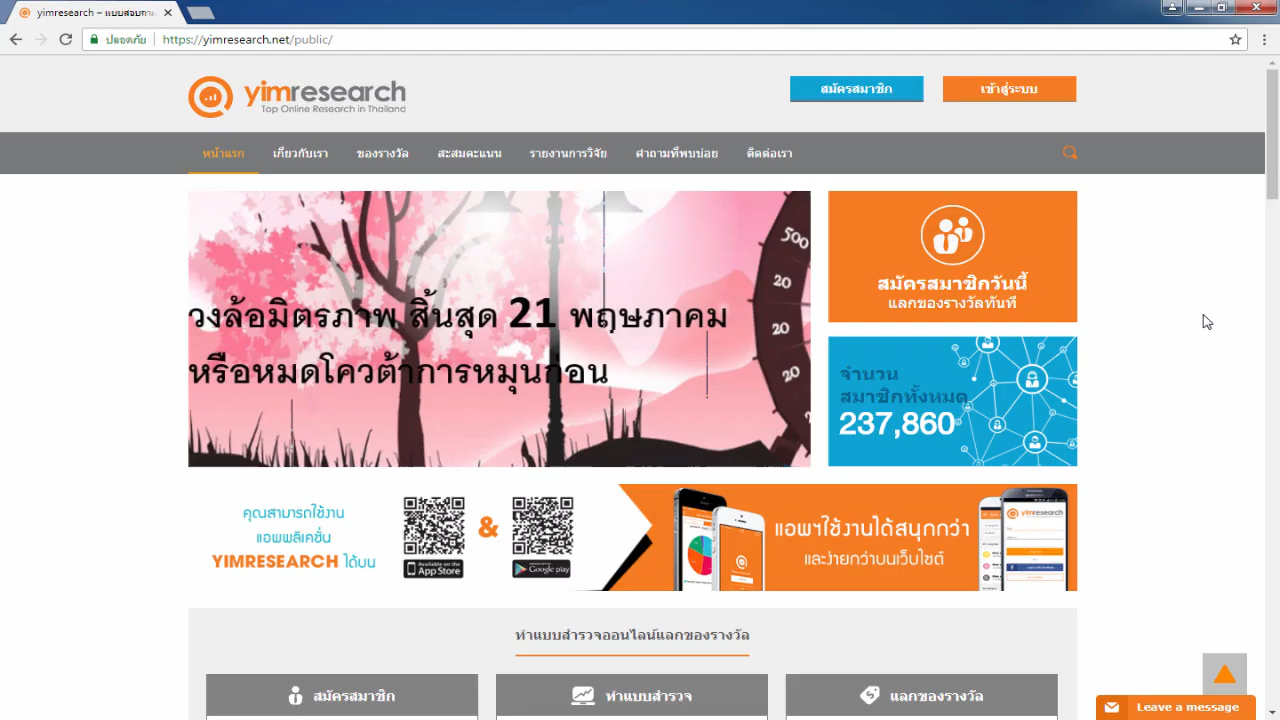 yimresearch – แบบสอบถาม
ปลอดภัย
https://yimresearch.net/public/
yimresearch
Top Online Research in Thailand
สมัครสมาชิก
เข้าสู่ระบบ
หน้าแรก เกี่ยวกับเรา ของรางวัล สะสมคะแนน รายงานการวิจัย คำถามที่พบบ่อย ติดต่อเรา
วงล้อมิตรภาพ สิ้นสุด 21 พฤษภาคม
หรือหมดโควต้าการหมุนก่อน
500
20
20
20
สมัครสมาชิกวันนี้
แลกของรางวัลทันที
จำนวน
สมาชิกทั้งหมด
237,860
คุณสามารถใช้งาน
แอพพลิเคชั่น
YIMRESEARCH ได้บน
Available on the
App Store
&
Google play
แอพฯใช้งานได้สนุกกว่า
และง่ายกว่าบนเว็บไซต์
yimresearch
ทำแบบสำรวจออนไลน์แลกของรางวัล
สมัครสมาชิก
ทำแบบสำรวจ
แลกของรางวัล
Leave a message